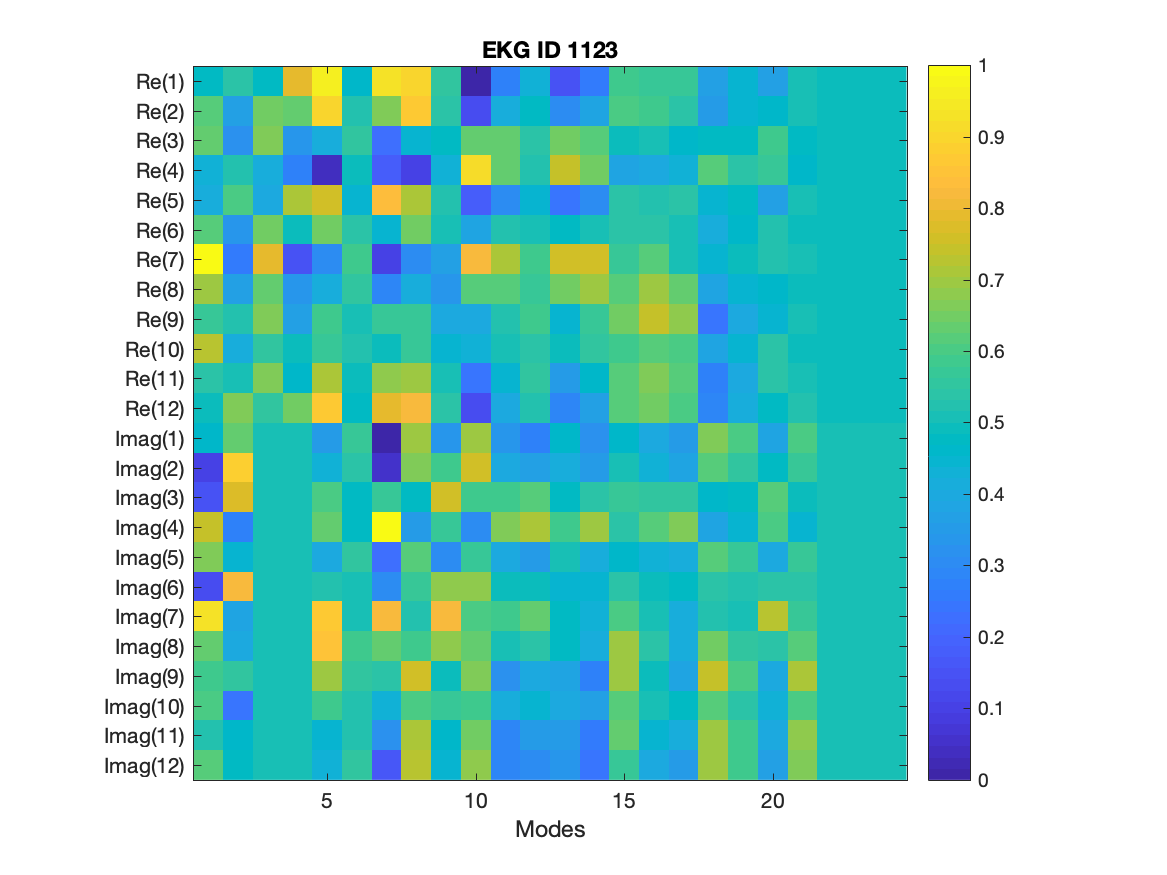 EKG ID 1123
Re(1)
Re(2)
Re(3)
Re(4)
Re(5)
Re(6)
Re(7)
Re(8)
Re(9)
Re(10)
Re(11)
Re(12)
Imag(1)
Imag(2)
Imag(3)
Imag(4)
Imag(5)
Imag(6)
Imag(7)
Imag(8)
Imag(9)
Imag(10)
Imag(11)
Imag(12)
5 10 15 20
Modes
1
0.9
0.8
0.7
0.6
0.5
0.4
0.3
0.2
0.1
0